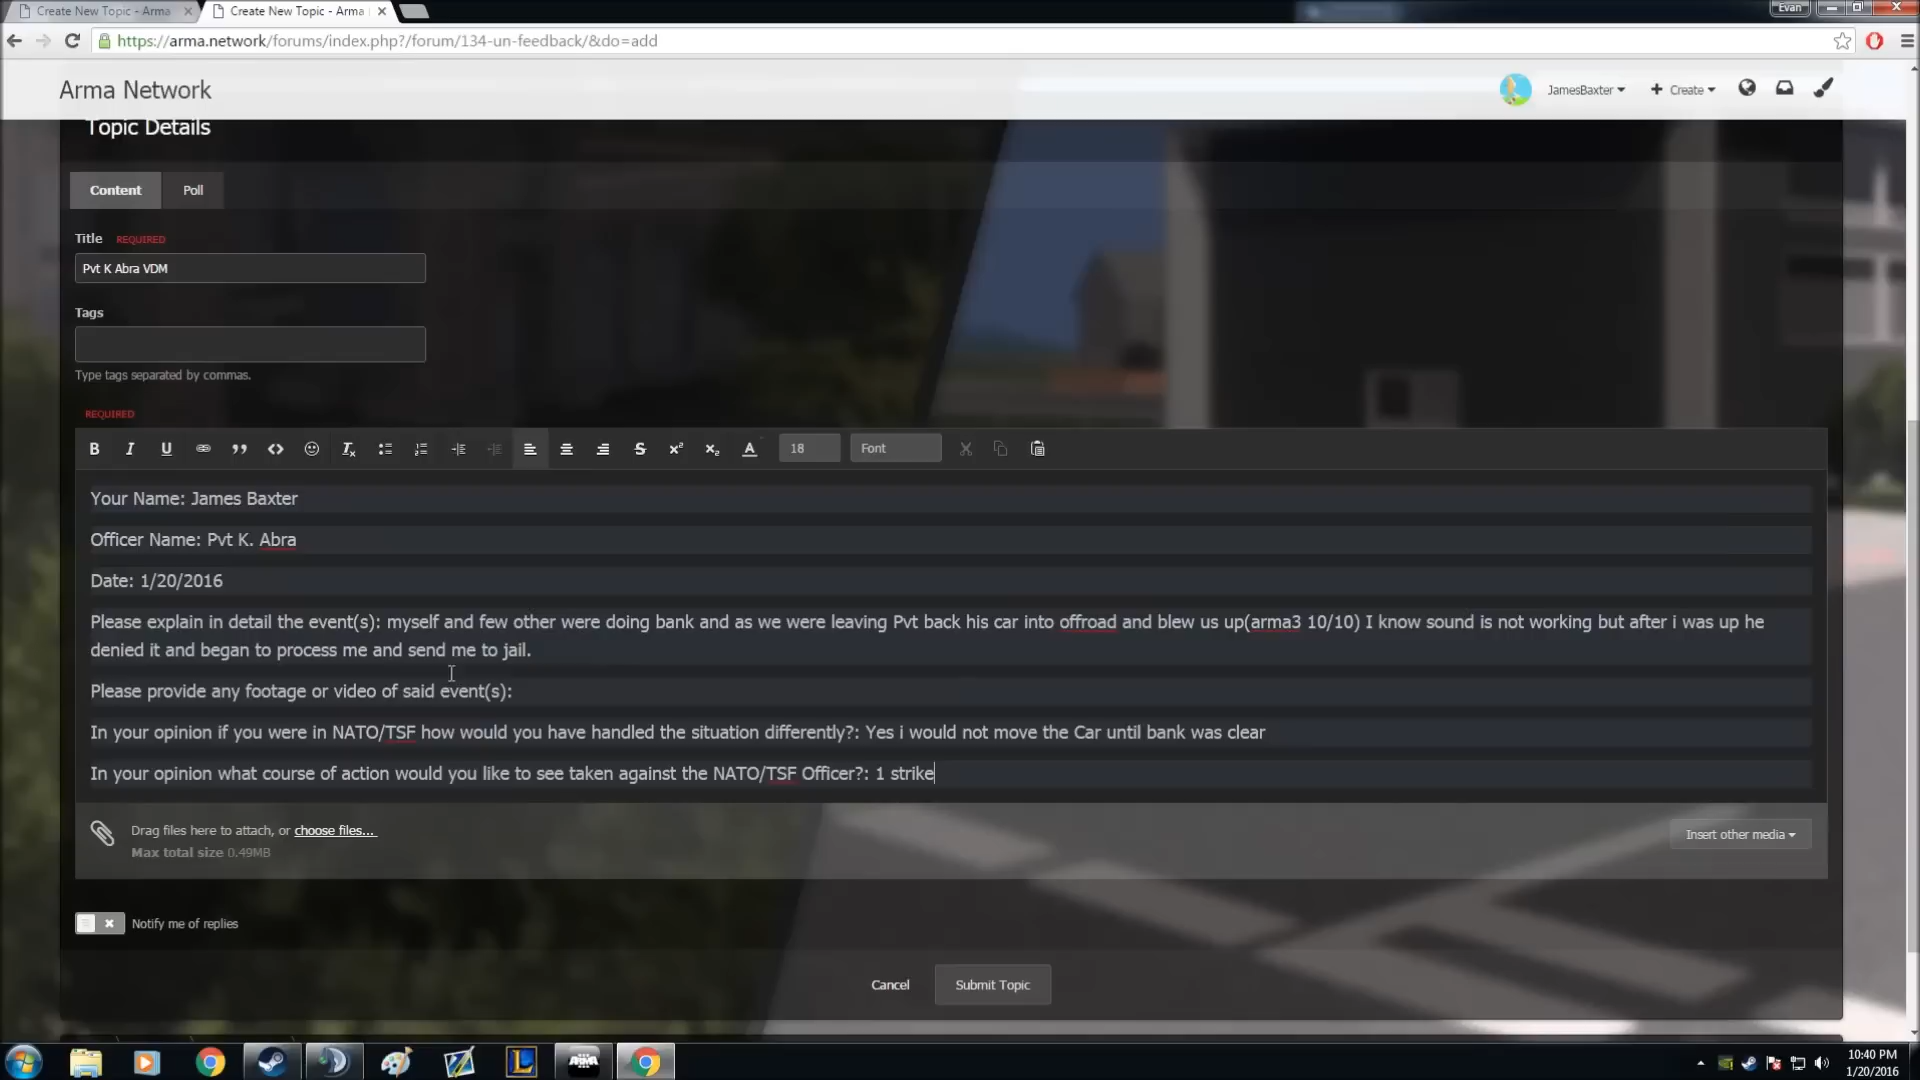 Create New Topic - Arma
Create New Topic - Arma
Evan
https://arma.network/forums/index.php?/forum/134-un-feedback/&do=add
Arma Network
JamesBaxter
Create
Topic Details
Content
Poll
Title REQUIRED
Pvt K Abra VDM
Tags
Type tags separated by commas.
REQUIRED
18
Font
Your Name: James Baxter
Officer Name: Pvt K. Abra
Date: 1/20/2016
Please explain in detail the event(s): myself and few other were doing bank and as we were leaving Pvt back his car into offroad and blew us up(arma3 10/10) I know sound is not working but after i was up he
denied it and began to process me and send me to jail.
Please provide any footage or video of said event(s):
In your opinion if you were in NATO/TSF how would you have handled the situation differently?: Yes i would not move the Car until bank was clear
In your opinion what course of action would you like to see taken against the NATO/TSF Officer?: 1 strike
Drag files here to attach, or choose files...
Max total size 0.49MB
Insert other media
Notify me of replies
Cancel
Submit Topic
ARMA
10:40 PM
1/20/2016